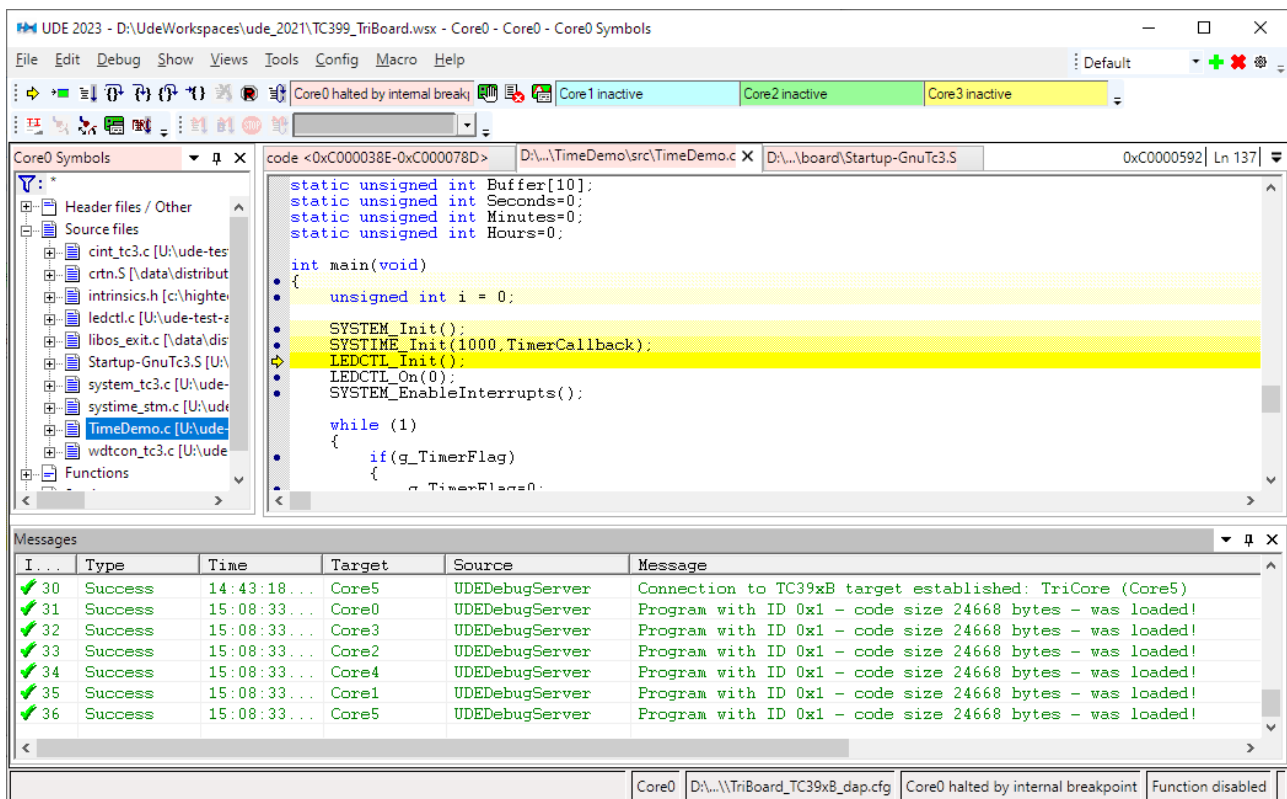 UDE 2023 - D:\UdeWorkspaces\ude_2021\TC399_TriBoard.wsx - Core0 - Core0 - Core0 Symbols
File Edit Debug Show Views Tools Config Macro Help
Default
Core0 halted by internal break
Core1 inactive
Core2 inactive
Core3 inactive
STOP
Core0 Symbols
code <0xC000038E-0xC000078D>
D:\...\TimeDemo\src\TimeDemo.c
D:\...\board\Startup-GnuTc3.S
0xC0000592 Ln 137
: *
Header files / Other
Source files
cint_tc3.c [U:\ude-tes
crtn.S [\data\distribut
intrinsics.h [c:\highte
ledctl.c [U:\ude-test-a
libos_exit.c [\data\dis
Startup-GnuTc3.S [U:\
system_tc3.c [U:\ude-
systime_stm.c [U:\ude
TimeDemo.c [U:\ude-
wdtcon_tc3.c [U:\ude
Functions
static unsigned int Buffer[10];
static unsigned int Seconds=0;
static unsigned int Minutes=0;
static unsigned int Hours=0;
int main(void)
{
unsigned int i = 0;
SYSTEM_Init();
SYSTIME_Init(1000,TimerCallback);
LEDCTL_Init();
LEDCTL_On(0);
SYSTEM_EnableInterrupts();
while (1)
{
if(g_TimerFlag)
{
g_TimerFlag=0;
Messages
I... Type Time Target Source Message
30 Success 14:43:18... Core5 UDEDebugServer Connection to TC39xB target established: TriCore (Core5)
31 Success 15:08:33... Core0 UDEDebugServer Program with ID 0x1 - code size 24668 bytes - was loaded!
32 Success 15:08:33... Core3 UDEDebugServer Program with ID 0x1 - code size 24668 bytes - was loaded!
33 Success 15:08:33... Core2 UDEDebugServer Program with ID 0x1 - code size 24668 bytes - was loaded!
34 Success 15:08:33... Core4 UDEDebugServer Program with ID 0x1 - code size 24668 bytes - was loaded!
35 Success 15:08:33... Core1 UDEDebugServer Program with ID 0x1 - code size 24668 bytes - was loaded!
36 Success 15:08:33... Core5 UDEDebugServer Program with ID 0x1 - code size 24668 bytes - was loaded!
Core0 D:\...\\TriBoard_TC39xB_dap.cfg Core0 halted by internal breakpoint Function disabled